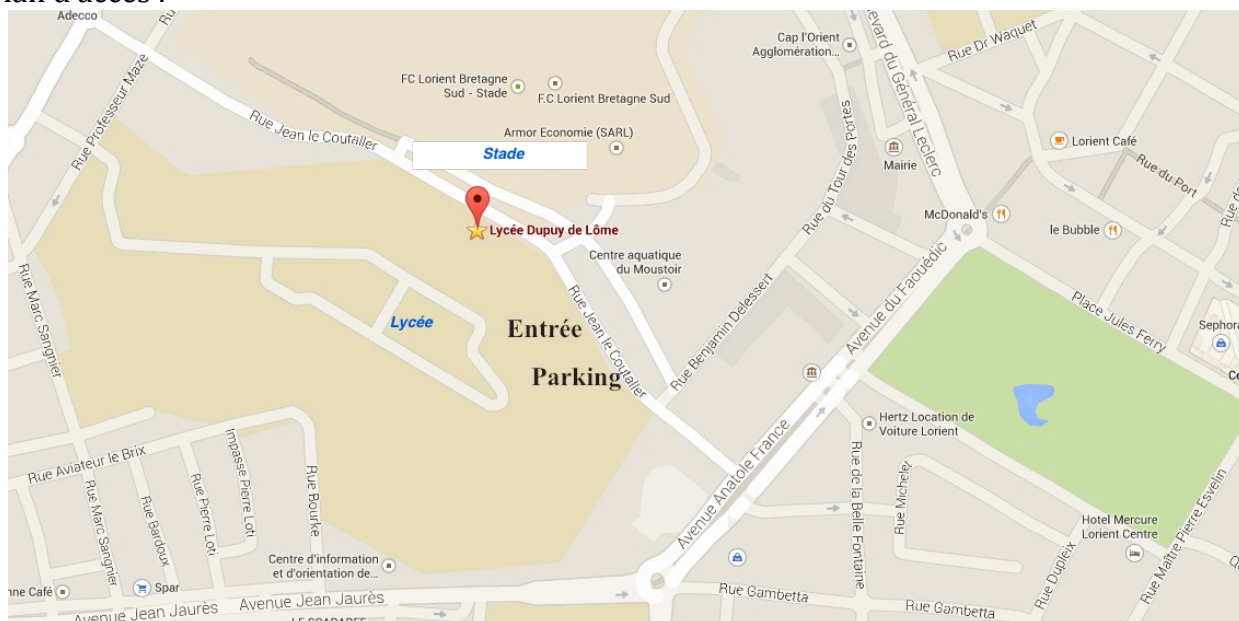 Adecco
Rue Professeur Maze
Rue Jean le Coutaller
FC Lorient Bretagne
Sud - Stade
F.C Lorient Bretagne Sud
Armor Economie (SARL)
Stade
Cap l'Orient
Agglomération...
Rue Dr Waquet
Boulevard du Général Leclerc
Mairie
Lorient Café
Rue du Port
Rue du Tour des Portes
McDonald's
le Bubble
Lycée Dupuy de Lôme
Centre aquatique
du Moustoir
Rue Marc Sangnier
Lycée
Entrée
Parking
Rue Jean le Coutaller
Rue Benjamin Delessert
Avenue du Faouëdic
Place Jules Ferry
Sephora
Hertz Location de
Voiture Lorient
Avenue Anatole France
Rue de la Belle Fontaine
Rue Michelet
Rue Aviateur le Brix
Impasse Pierre Loti
Rue Pierre Loti
Rue Bardoux
Rue Marc Sangnier
Rue Bourke
Hotel Mercure
Lorient Centre
Rue Maître Pierre Esvelin
Rue Dupleix
Centre d'information
et d'orientation de...
Spar
Avenue Jean Jaurès
Avenue Jean Jaurès
Rue Gambetta
Rue Gambetta